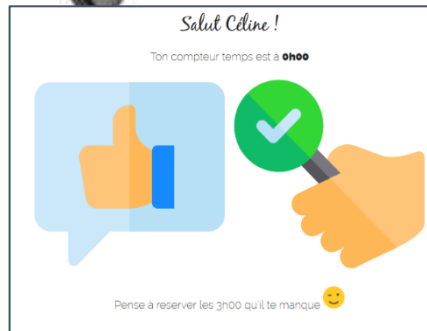 Salut Céline !
Ton compteur temps est à 0h00
Pense à reserver les 3h00 qu'il te manque